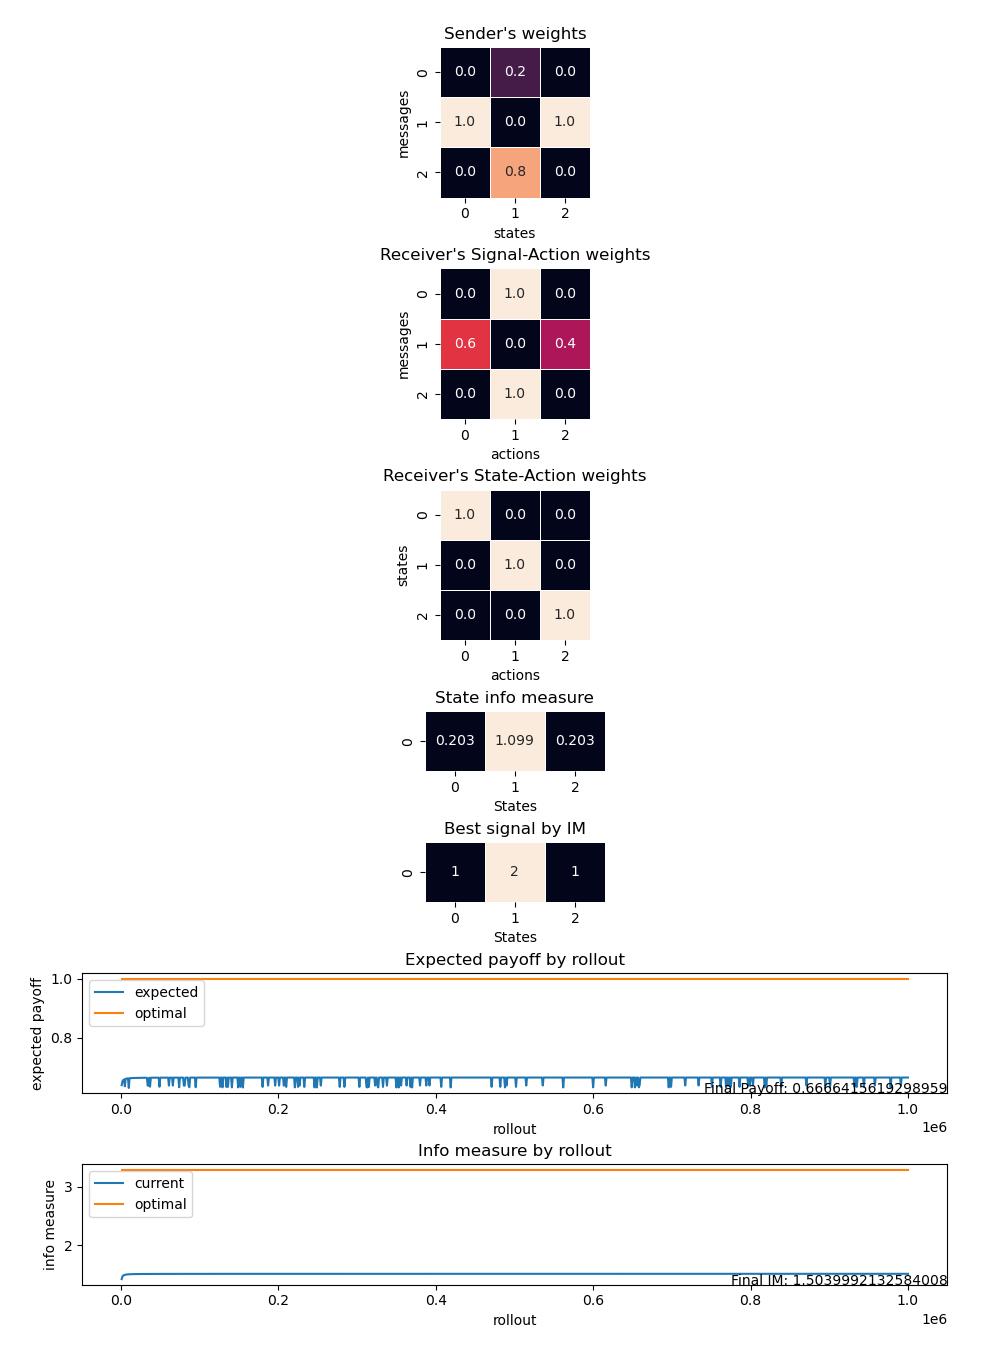 Sender's weights
messages
0 0.0 0.2 0.0
1 1.0 0.0 1.0
2 0.0 0.8 0.0
0 1 2
states
Receiver's Signal-Action weights
messages
0 0.0 1.0 0.0
1 0.6 0.0 0.4
2 0.0 1.0 0.0
0 1 2
actions
Receiver's State-Action weights
states
0 1.0 0.0 0.0
1 0.0 1.0 0.0
2 0.0 0.0 1.0
0 1 2
actions
State info measure
0 0.203 1.099 0.203
0 1 2
States
Best signal by IM
0 1 2 1
0 1 2
States
Expected payoff by rollout
expected payoff
1.0
0.8
expected
optimal
Final Payoff: 0.6666415619298959
0.0 0.2 0.4 0.6 0.8 1.0
1e6
rollout
Info measure by rollout
info measure
3
2
current
optimal
Final IM: 1.5039992132584008
0.0 0.2 0.4 0.6 0.8 1.0
1e6
rollout